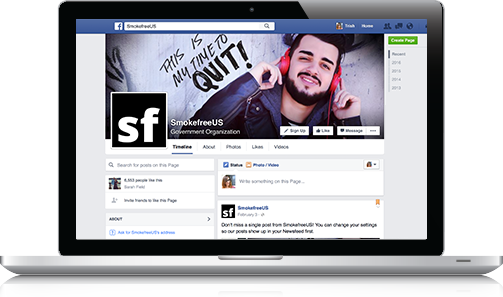 SmokefreeUS
Trish Home
Create Page
THIS IS
MY TIME TO
QUIT!
Recent
2016
2015
2014
2013
sf
SmokefreeUS
Government Organization
Sign Up Like Message
Timeline About Photos Likes Videos
Search for posts on this Page
Status Photo / Video
6,553 people like this
Sarah Field
Write something on this Page...
Invite friends to like this Page
ABOUT
Ask for SmokefreeUS's address
sf
SmokefreeUS
February 3
Don't miss a single post from SmokefreeUS! You can change your settings
so our posts show up in your Newsfeed first.